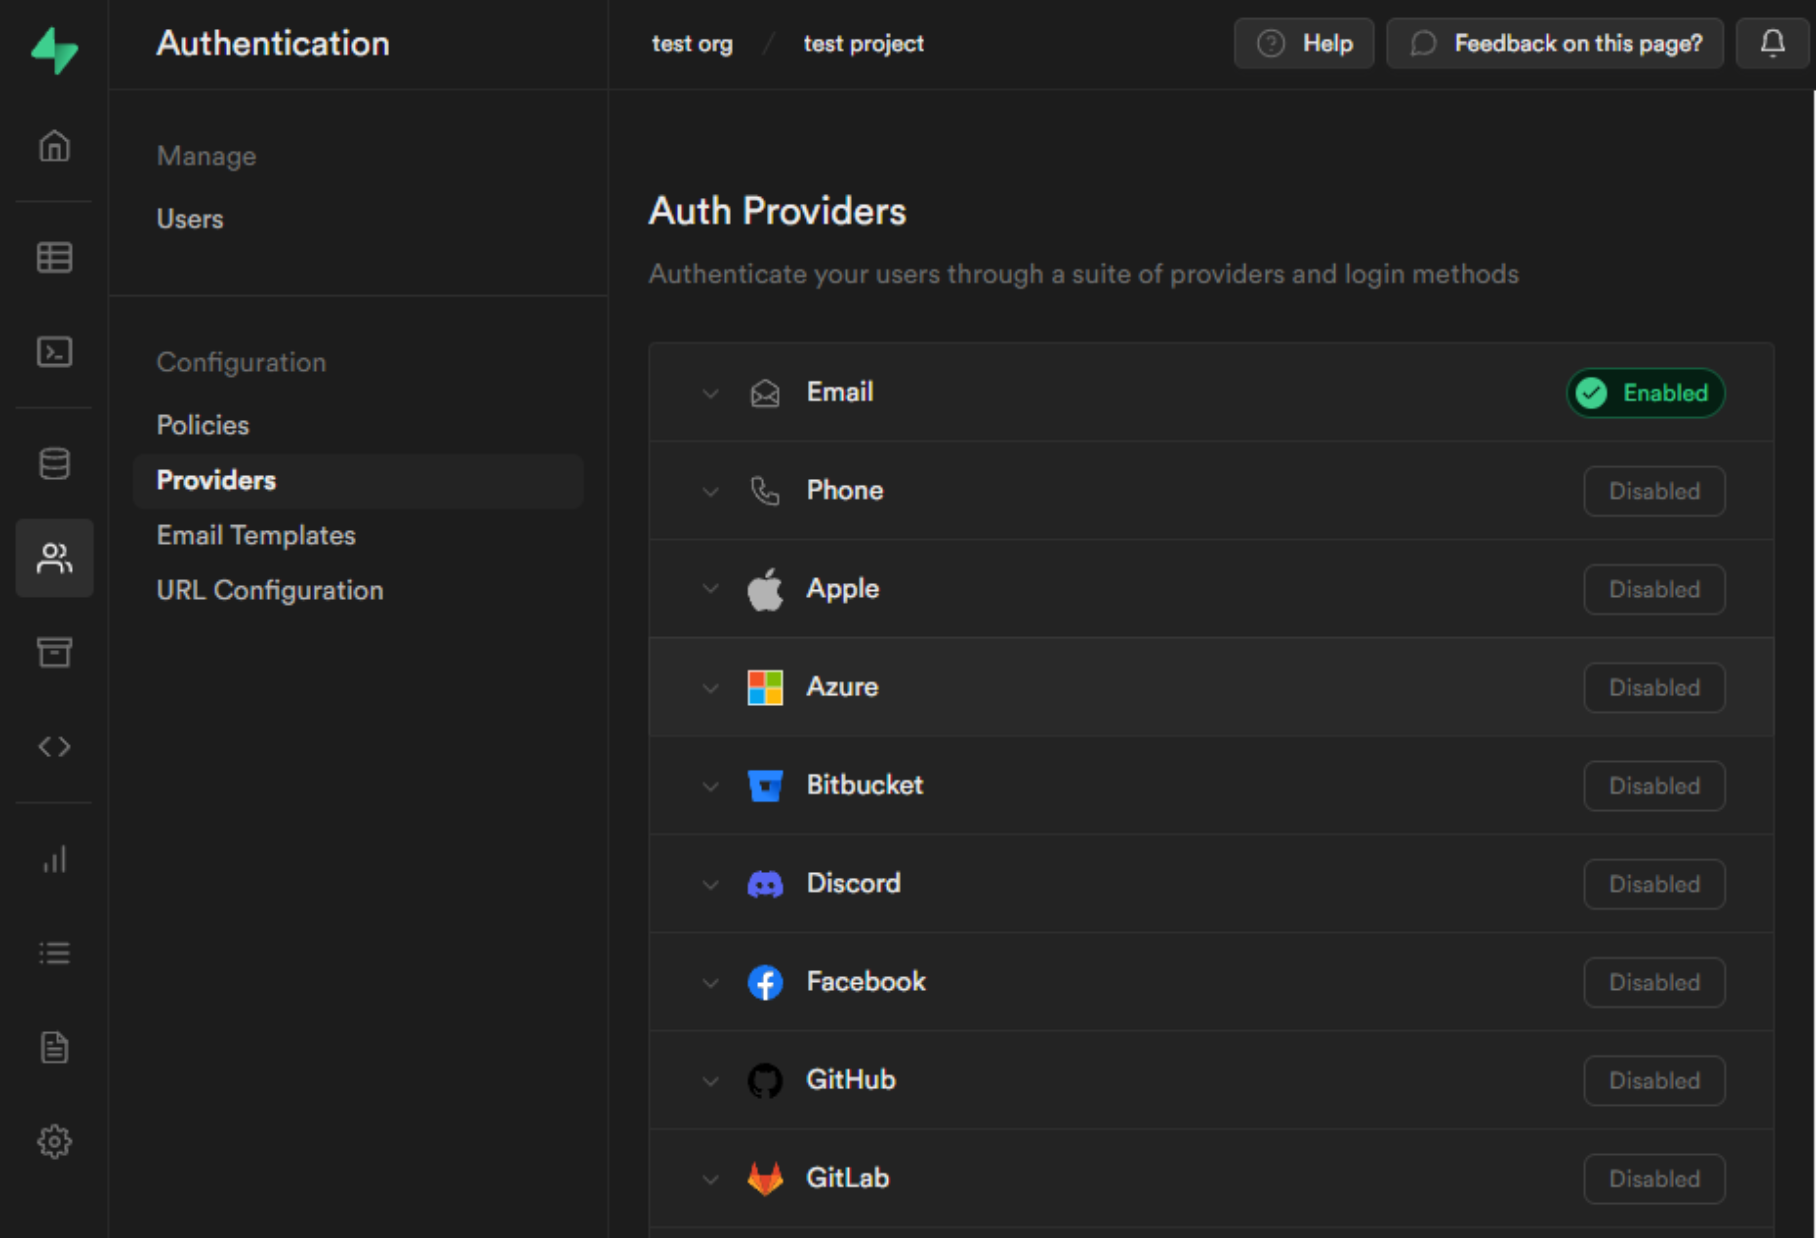 Authentication
test org / test project
Help
Feedback on this page?
Manage
Users
Configuration
Policies
Providers
Email Templates
URL Configuration
Auth Providers
Authenticate your users through a suite of providers and login methods
Email Enabled
Phone Disabled
Apple Disabled
Azure Disabled
Bitbucket Disabled
Discord Disabled
Facebook Disabled
GitHub Disabled
GitLab Disabled